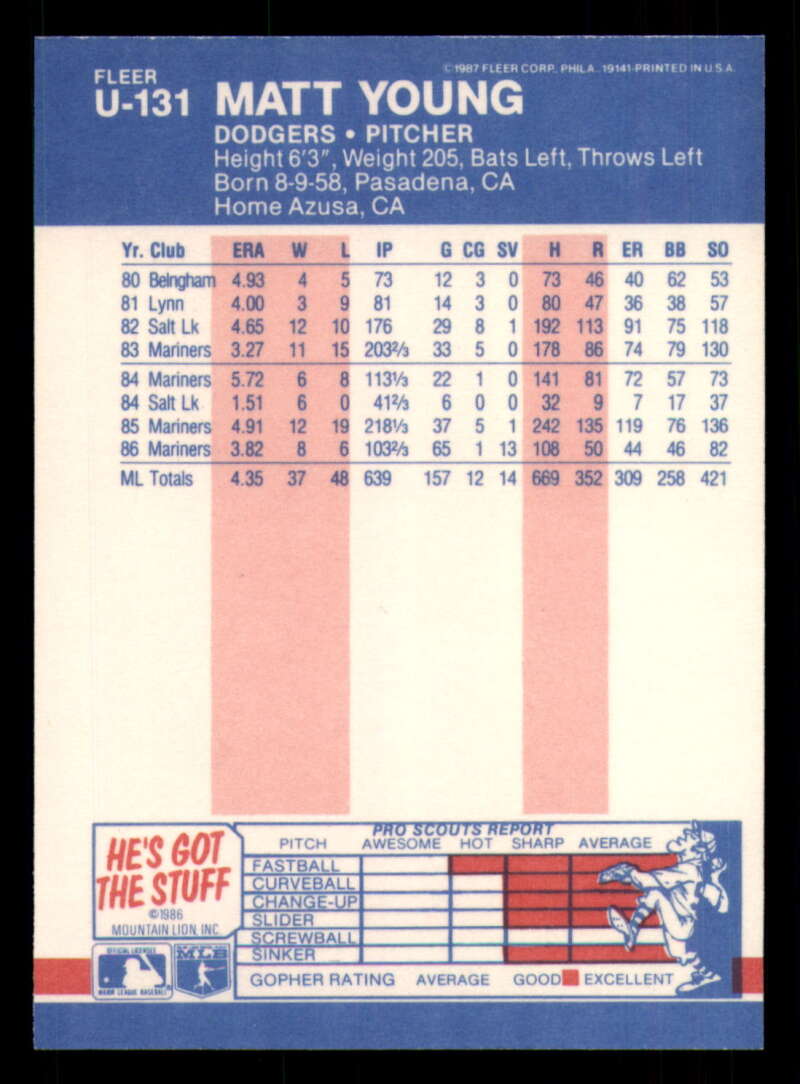 FLEER
©1987 FLEER CORP., PHILA., 19141-PRINTED IN U.S.A.
U-131 MATT YOUNG
DODGERS • PITCHER
Height 6'3", Weight 205, Bats Left, Throws Left
Born 8-9-58, Pasadena, CA
Home Azusa, CA
Yr. Club ERA W L IP G CG SV H R ER BB SO
80 Belngham 4.93 4 5 73 12 3 0 73 46 40 62 53
81 Lynn 4.00 3 9 81 14 3 0 80 47 36 38 57
82 Salt Lk 4.65 12 10 176 29 8 1 192 113 91 75 118
83 Mariners 3.27 11 15 203⅔ 33 5 0 178 86 74 79 130
84 Mariners 5.72 6 8 113⅓ 22 1 0 141 81 72 57 73
84 Salt Lk 1.51 6 0 41⅔ 6 0 0 32 9 7 17 37
85 Mariners 4.91 12 19 218⅓ 37 5 1 242 135 119 76 136
86 Mariners 3.82 8 6 103⅔ 65 1 13 108 50 44 46 82
ML Totals 4.35 37 48 639 157 12 14 669 352 309 258 421
HE'S GOT
THE STUFF
©1986
MOUNTAIN LION, INC.
PRO SCOUTS REPORT
PITCH AWESOME HOT SHARP AVERAGE
FASTBALL
CURVEBALL
CHANGE-UP
SLIDER
SCREWBALL
SINKER
GOPHER RATING AVERAGE GOOD EXCELLENT
OFFICIAL LICENSEE
MAJOR LEAGUE BASEBALL
MLB